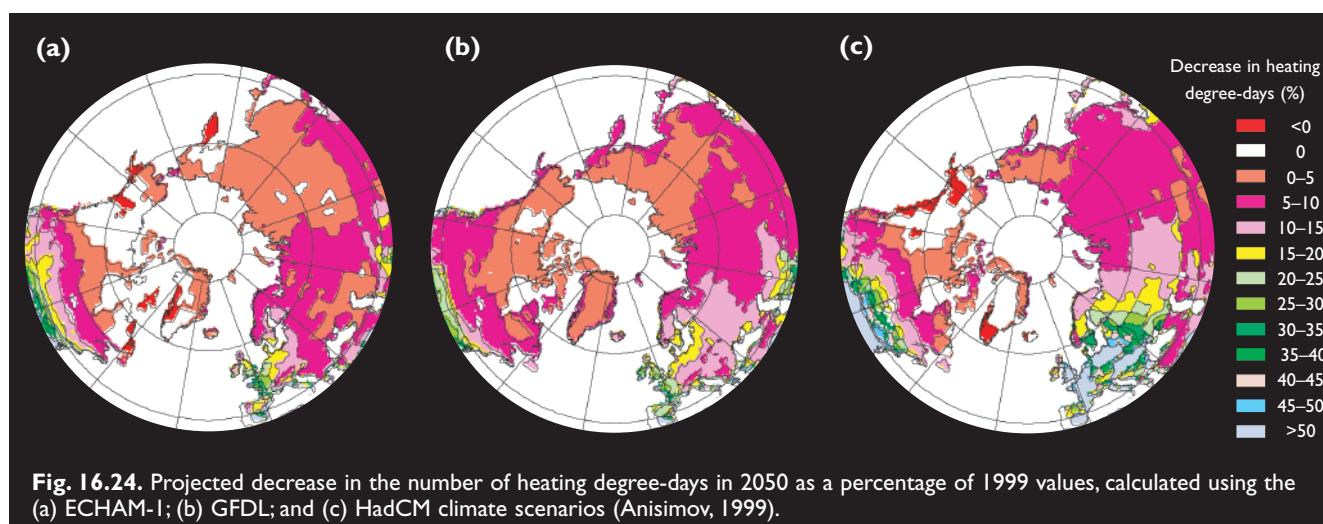 (a)
(b)
(c)
Decrease in heating
degree-days (%)
<0
0
0–5
5–10
10–15
15–20
20–25
25–30
30–35
35–40
40–45
45–50
>50
Fig. 16.24. Projected decrease in the number of heating degree-days in 2050 as a percentage of 1999 values, calculated using the
(a) ECHAM-1; (b) GFDL; and (c) HadCM climate scenarios (Anisimov, 1999).